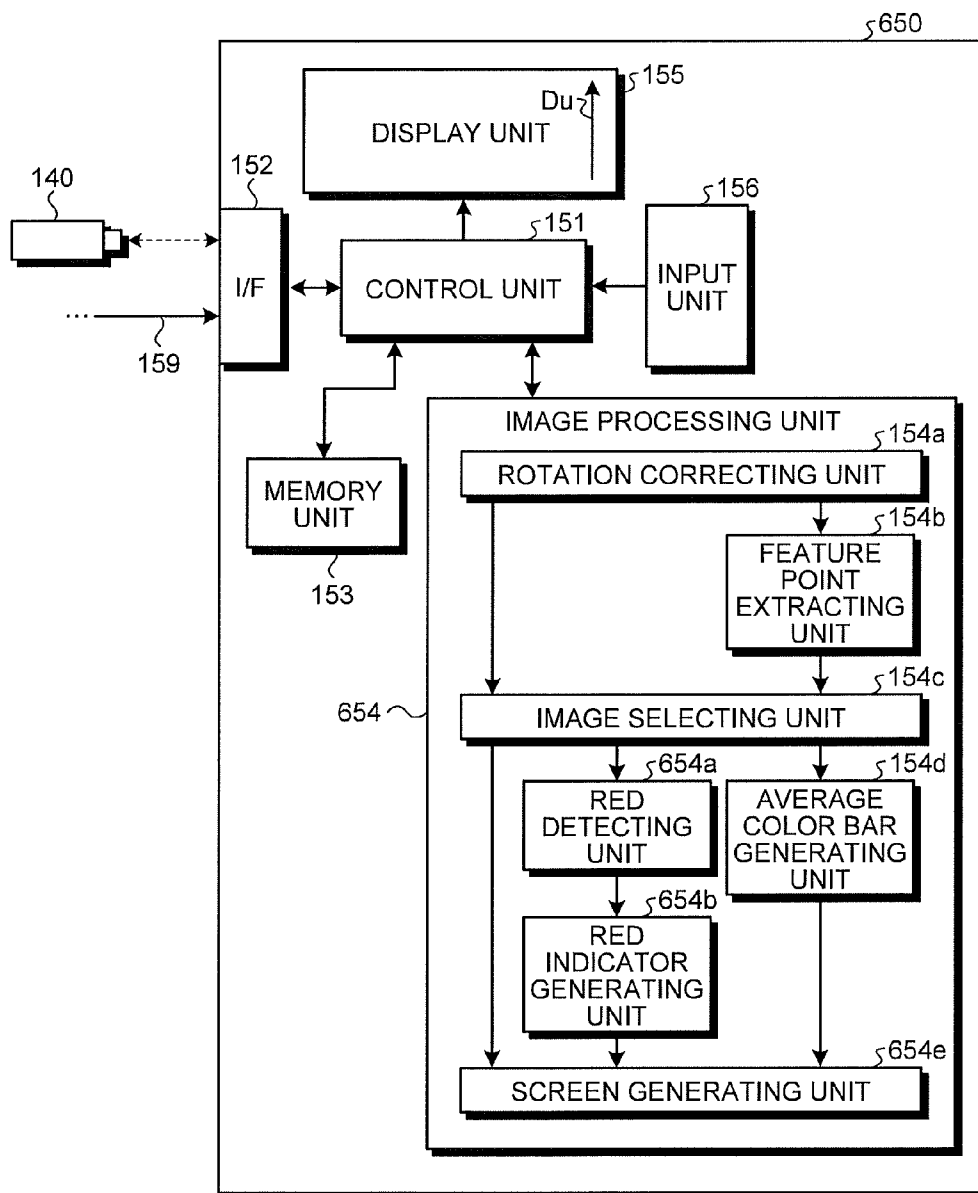 650
155
Du
DISPLAY UNIT
152
140
156
151
I/F
CONTROL UNIT
INPUT
UNIT
...
159
IMAGE PROCESSING UNIT
154a
ROTATION CORRECTING UNIT
MEMORY
UNIT
153
154b
FEATURE
POINT
EXTRACTING
UNIT
154c
654
IMAGE SELECTING UNIT
654a
RED
DETECTING
UNIT
154d
AVERAGE
COLOR BAR
GENERATING
UNIT
654b
RED
INDICATOR
GENERATING
UNIT
654e
SCREEN GENERATING UNIT